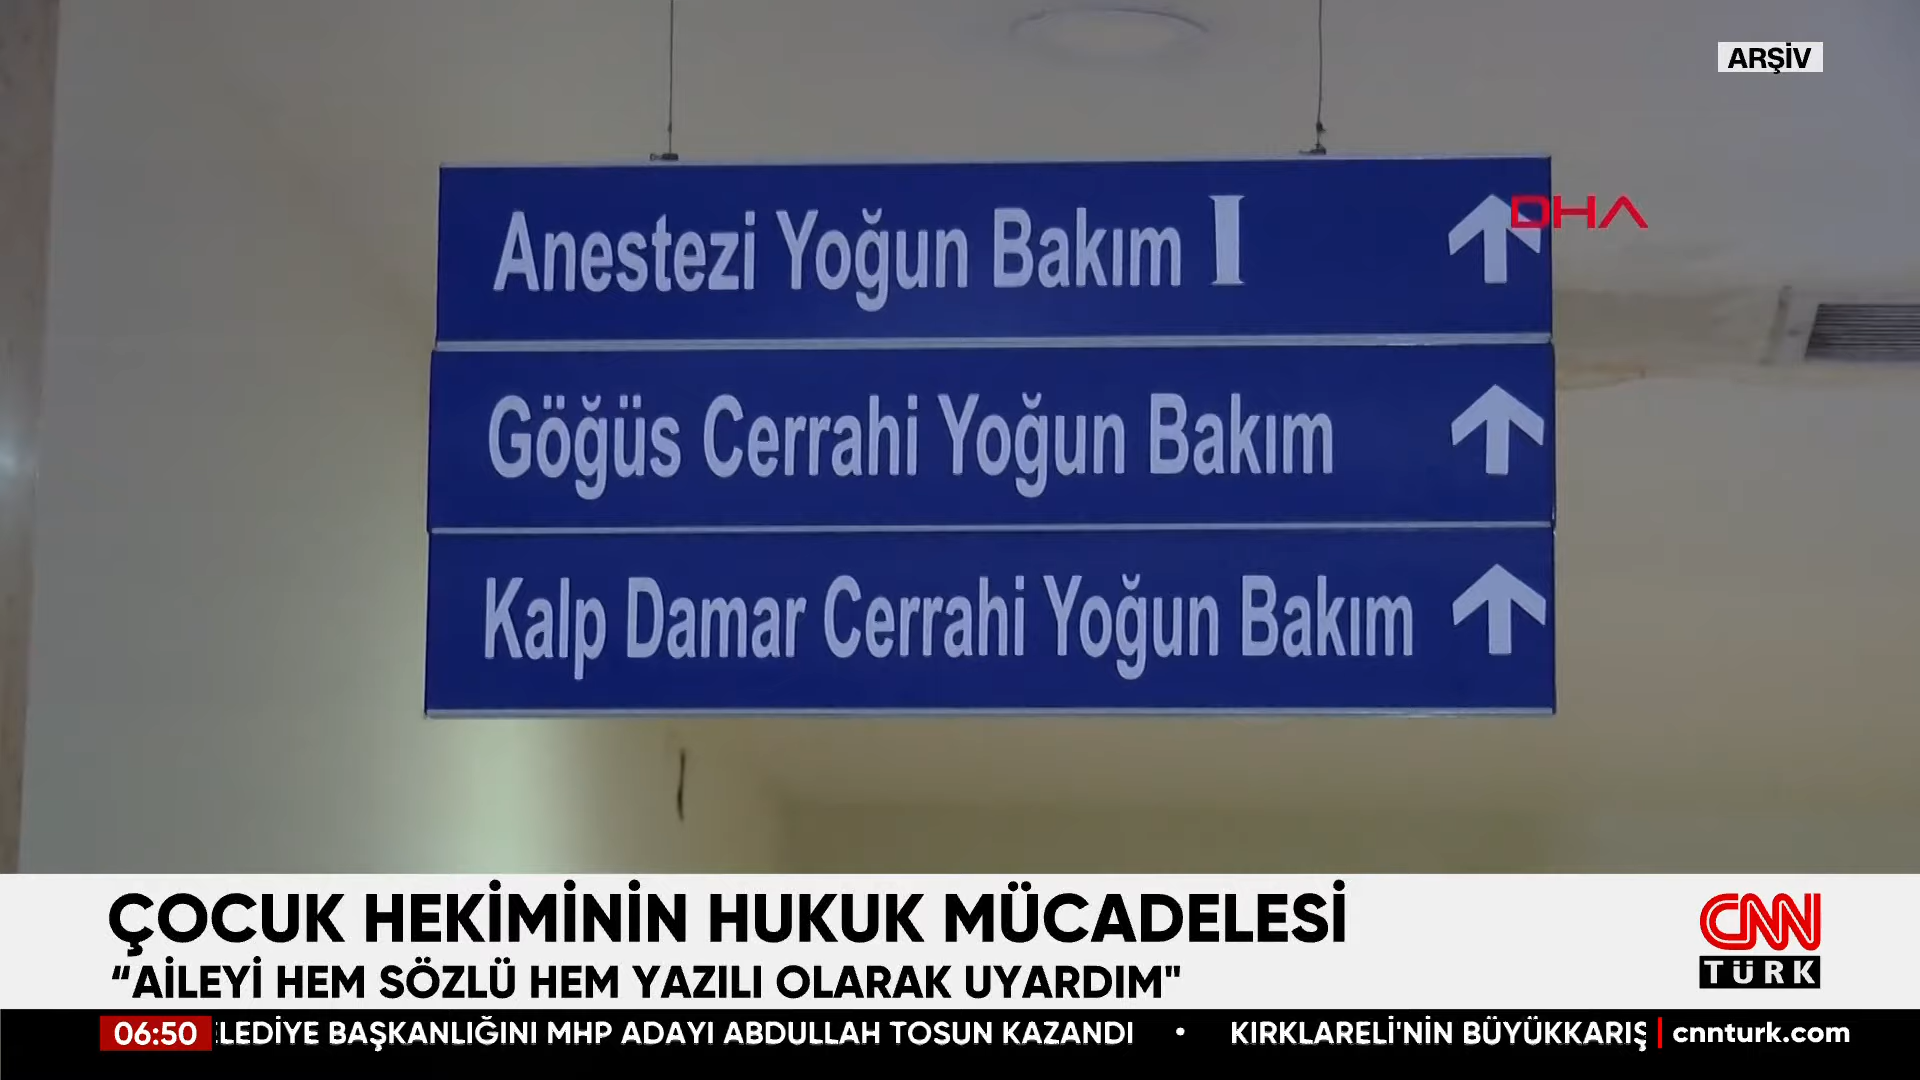 ARŞİV
DHA
Anestezi Yoğun Bakım I
Göğüs Cerrahi Yoğun Bakım
Kalp Damar Cerrahi Yoğun Bakım
ÇOCUK HEKİMİNİN HUKUK MÜCADELESİ
“AİLEYİ HEM SÖZLÜ HEM YAZILI OLARAK UYARDIM"
CNN
TÜRK
06:50 ELEDİYE BAŞKANLIĞINI MHP ADAYI ABDULLAH TOSUN KAZANDI • KIRKLARELİ'NİN BÜYÜKKARIŞ cnnturk.com